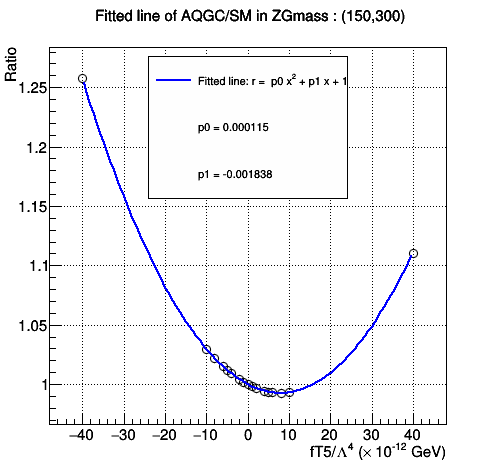 Fitted line of AQGC/SM in ZGmass : (150,300)
Ratio
Fitted line: r = p0 x² + p1 x + 1
p0 = 0.000115
p1 = -0.001838
1.25
1.2
1.15
1.1
1.05
1
−40 −30 −20 −10 0 10 20 30 40
fT5/Λ⁴ (× 10⁻¹² GeV)